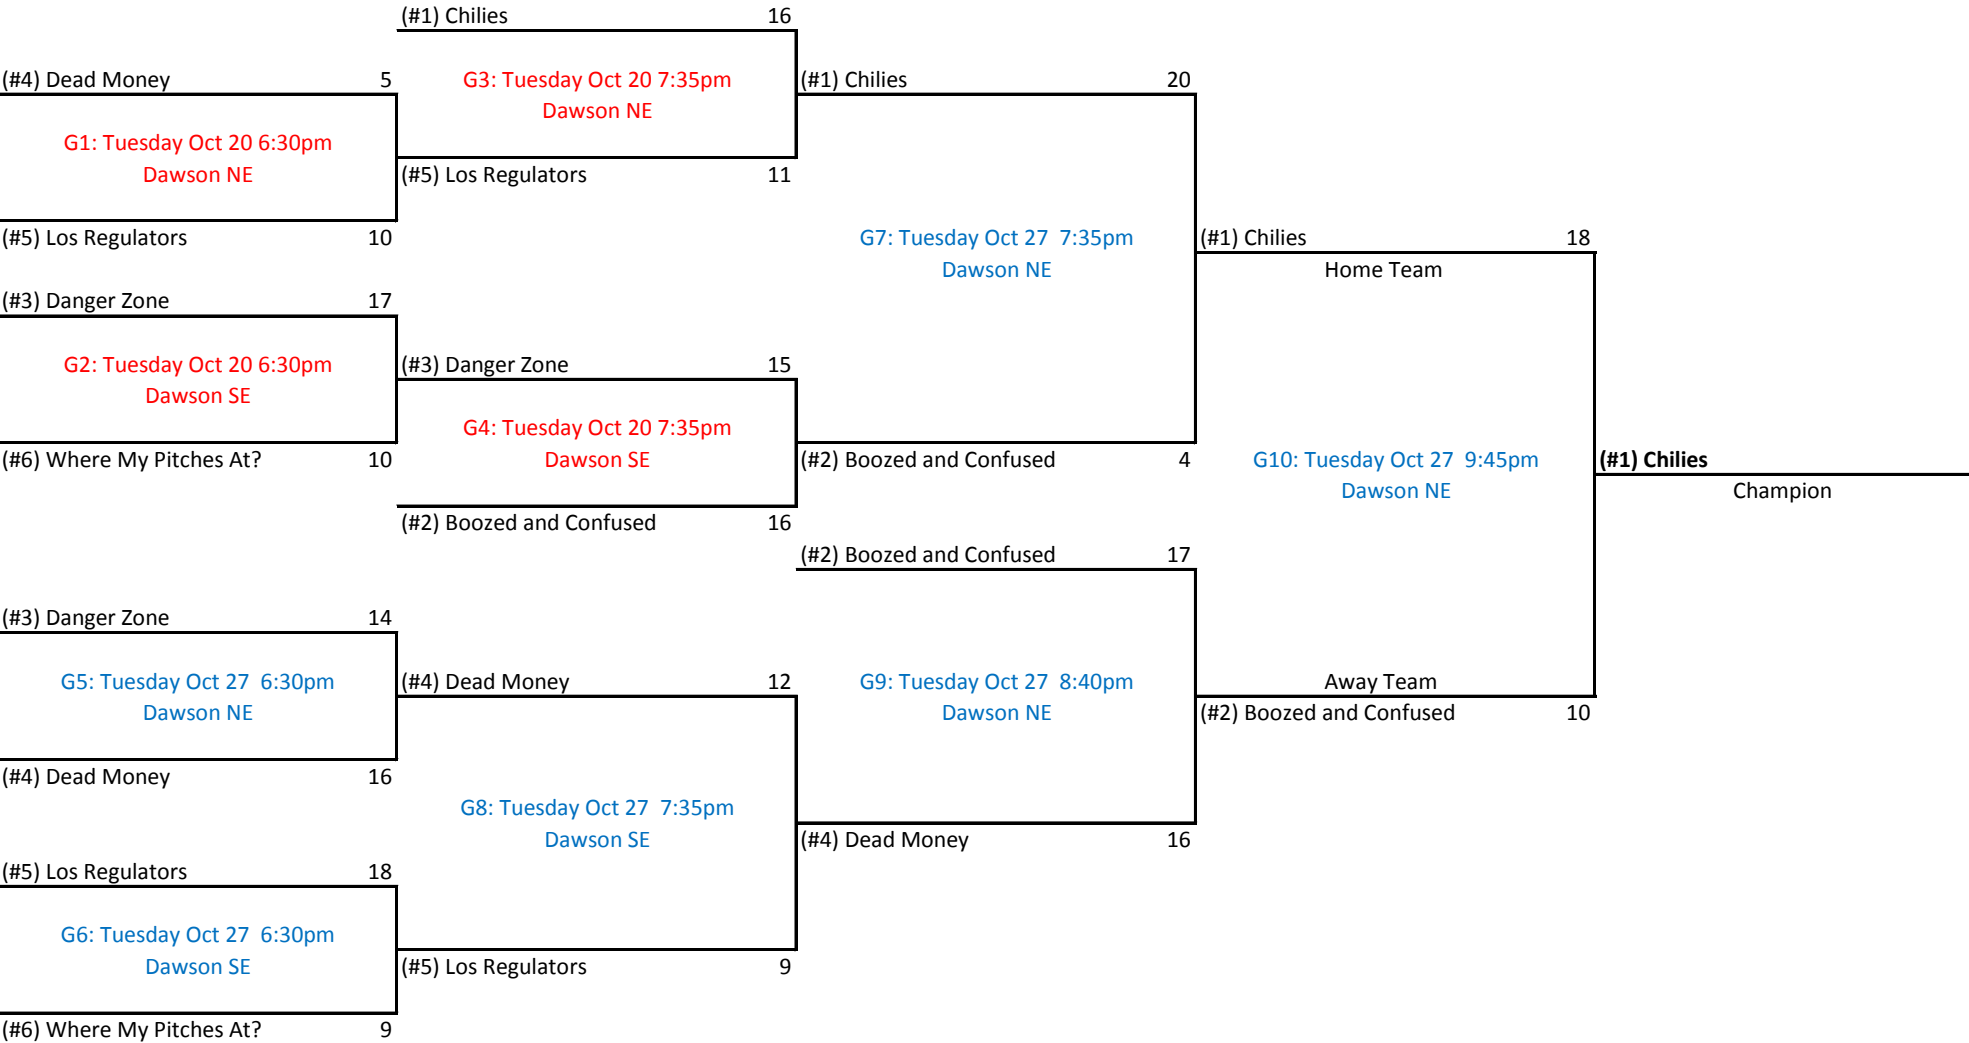 (#1) Chilies 16
(#4) Dead Money 5
G3: Tuesday Oct 20 7:35pm
(#1) Chilies 20
Dawson NE
G1: Tuesday Oct 20 6:30pm
Dawson NE
(#5) Los Regulators 11
(#5) Los Regulators 10
G7: Tuesday Oct 27 7:35pm
(#1) Chilies 18
Dawson NE
Home Team
(#3) Danger Zone 17
G2: Tuesday Oct 20 6:30pm
(#3) Danger Zone 15
Dawson SE
G4: Tuesday Oct 20 7:35pm
(#6) Where My Pitches At? 10
Dawson SE
(#2) Boozed and Confused 4
G10: Tuesday Oct 27 9:45pm
(#1) Chilies
Dawson NE
Champion
(#2) Boozed and Confused 16
(#2) Boozed and Confused 17
(#3) Danger Zone 14
G5: Tuesday Oct 27 6:30pm
(#4) Dead Money 12
G9: Tuesday Oct 27 8:40pm
Away Team
Dawson NE
Dawson NE
(#2) Boozed and Confused 10
(#4) Dead Money 16
G8: Tuesday Oct 27 7:35pm
Dawson SE
(#4) Dead Money 16
(#5) Los Regulators 18
G6: Tuesday Oct 27 6:30pm
Dawson SE
(#5) Los Regulators 9
(#6) Where My Pitches At? 9